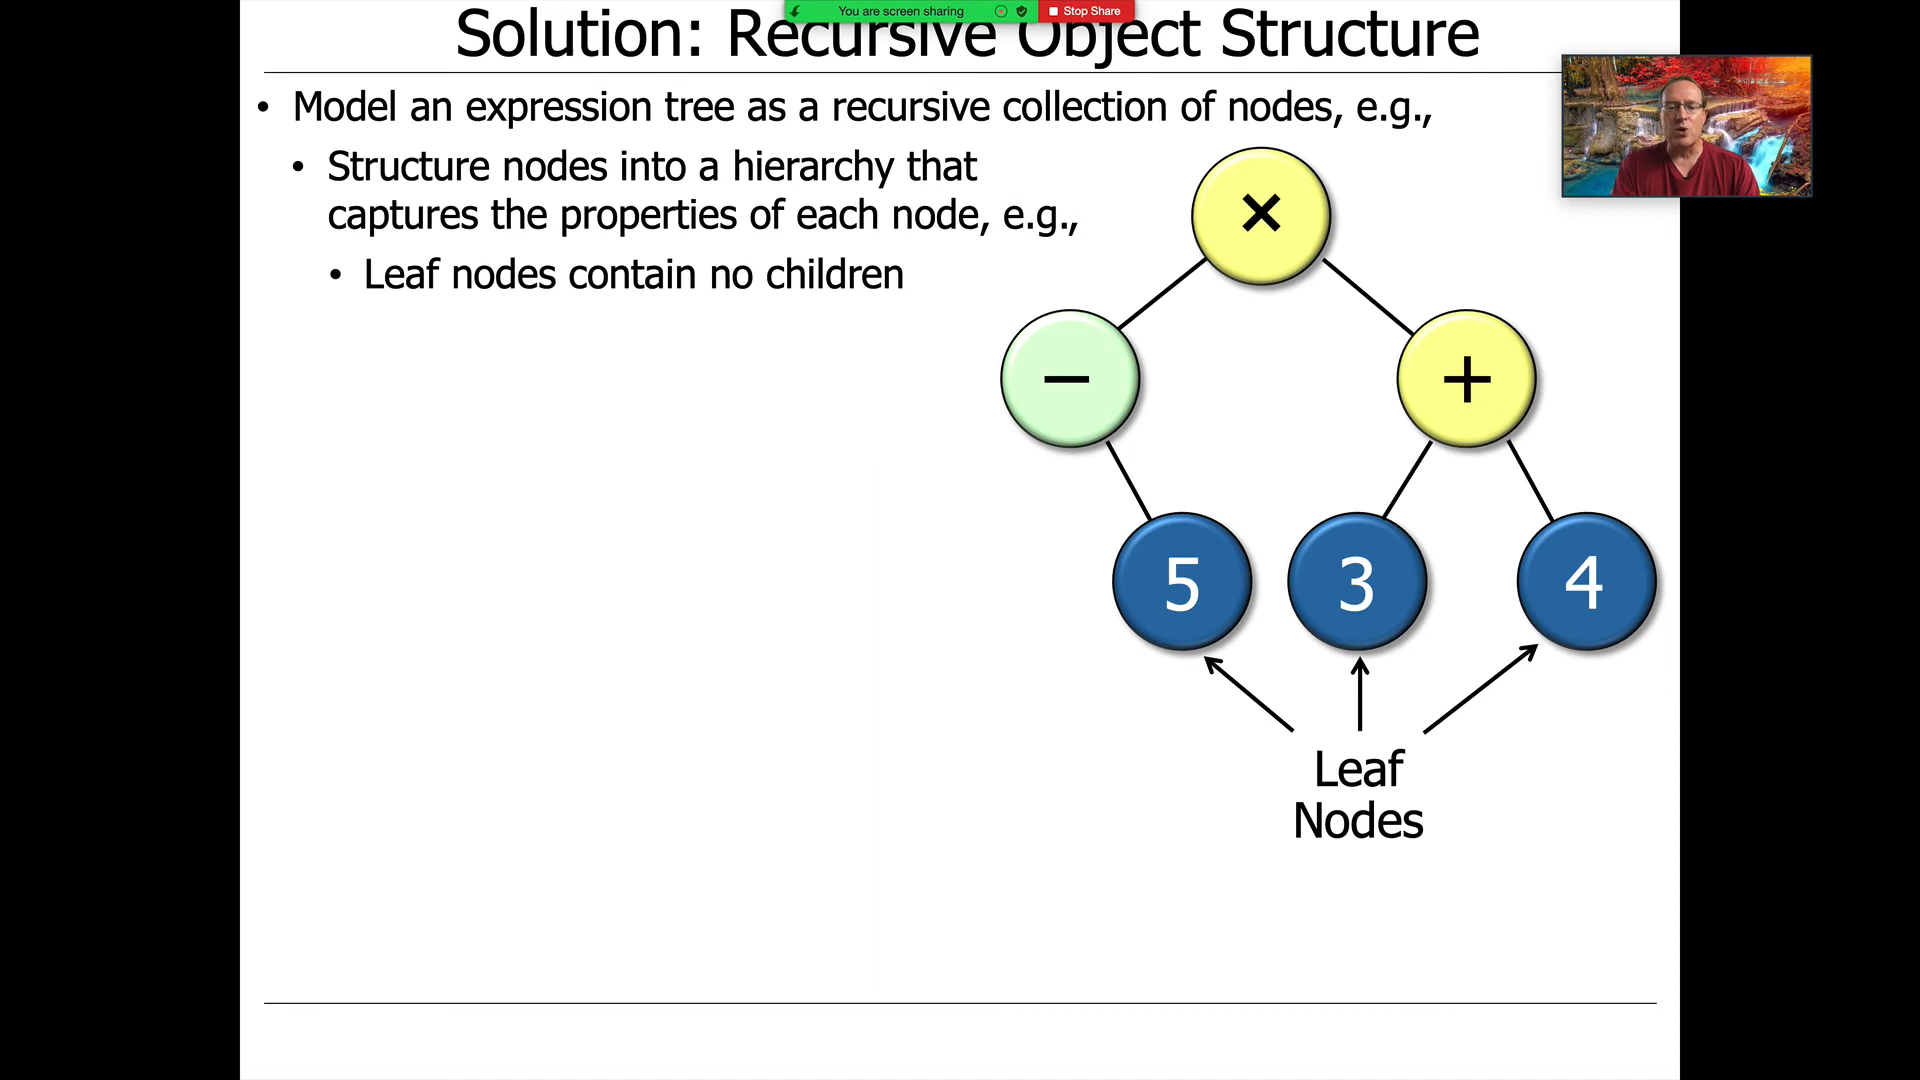 You are screen sharing
Stop Share
Solution: Recursive Object Structure
• Model an expression tree as a recursive collection of nodes, e.g.,
• Structure nodes into a hierarchy that
captures the properties of each node, e.g.,
• Leaf nodes contain no children
×
− +
5 3 4
Leaf
Nodes